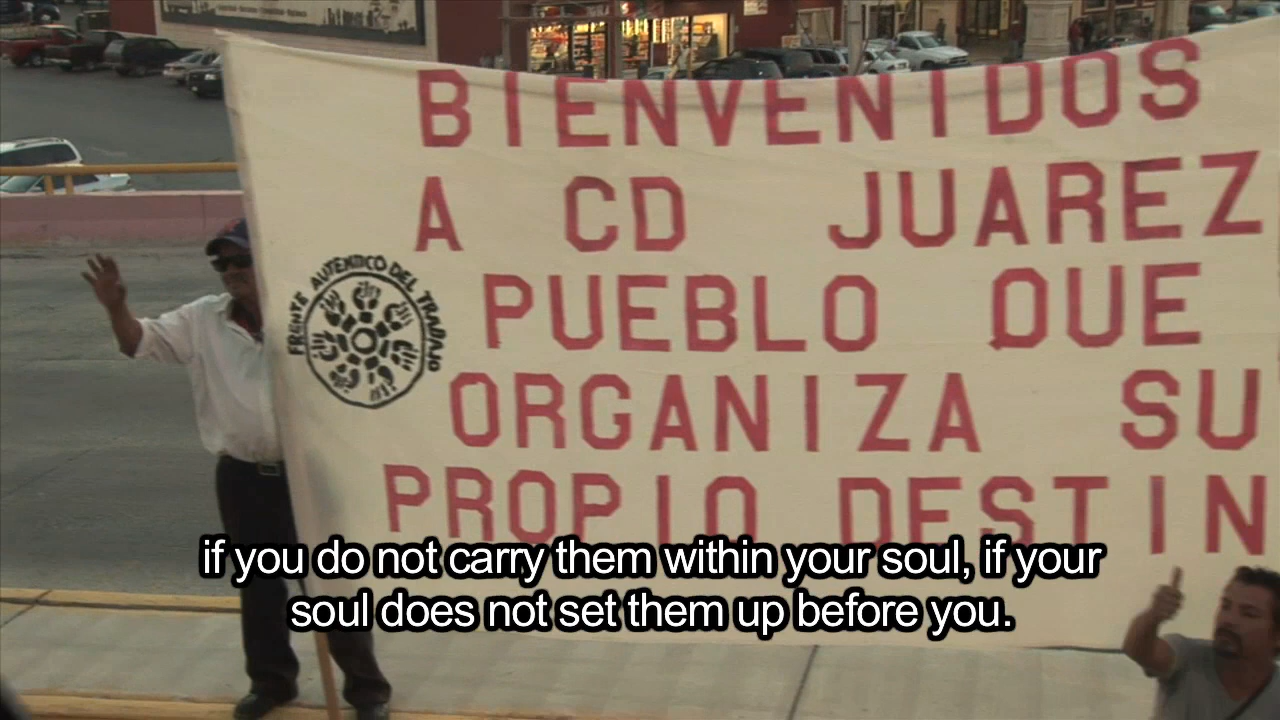 BIENVENIDOS
A CD JUAREZ
PUEBLO QUE
ORGANIZA SU
PROPIO DESTIN
FRENTE AUTENTICO DEL TRABAJO
if you do not carry them within your soul, if your
soul does not set them up before you.